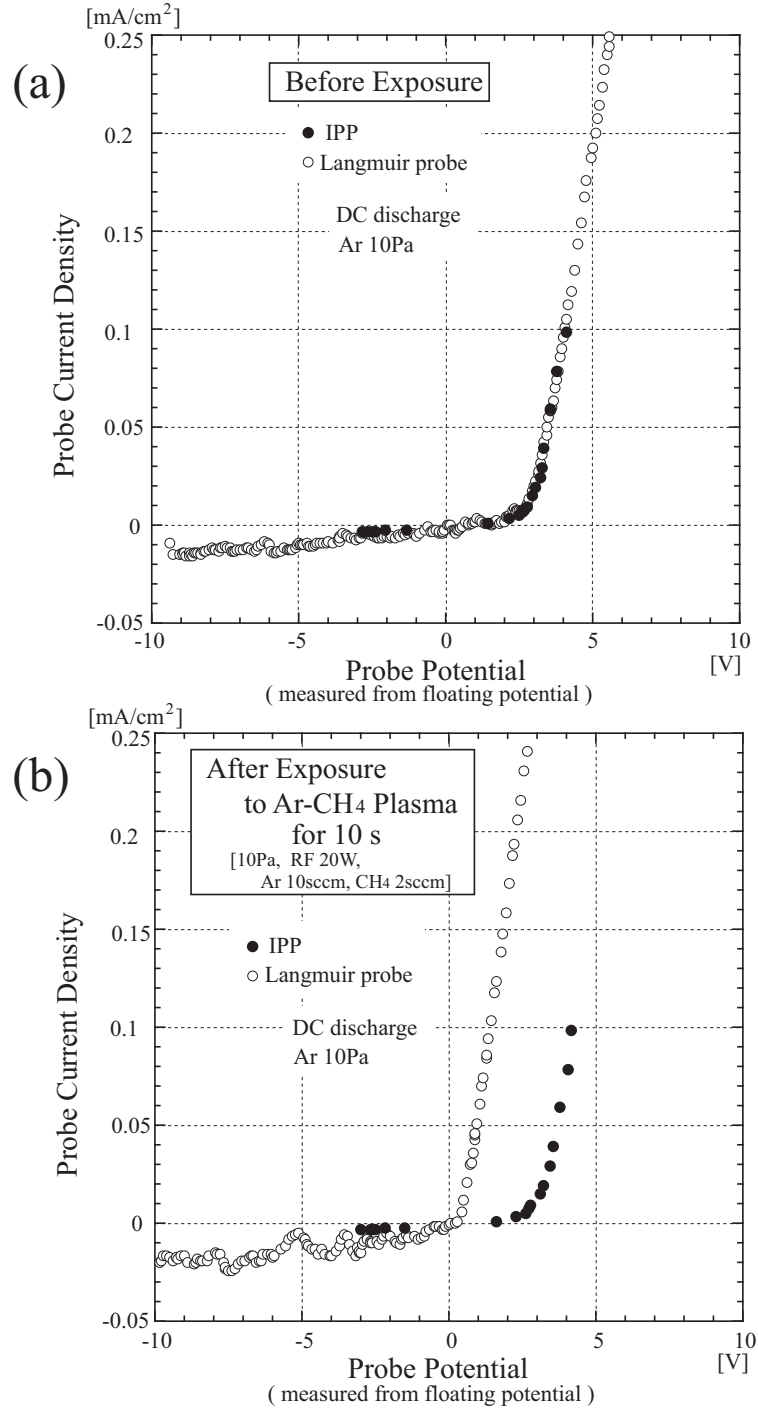 [mA/cm2]
(a)
0.25
0.2
0.15
0.1
0.05
0
-0.05
Probe Current Density
Before Exposure
IPP
Langmuir probe
DC discharge
Ar 10Pa
-10
-5
0
5
10
[V]
Probe Potential
( measured from floating potential )
[mA/cm2]
(b)
0.25
0.2
0.15
0.1
0.05
0
-0.05
Probe Current Density
After Exposure
to Ar-CH4 Plasma
for 10 s
[10Pa, RF 20W,
Ar 10sccm, CH4 2sccm]
IPP
Langmuir probe
DC discharge
Ar 10Pa
-10
-5
0
5
10
[V]
Probe Potential
( measured from floating potential )